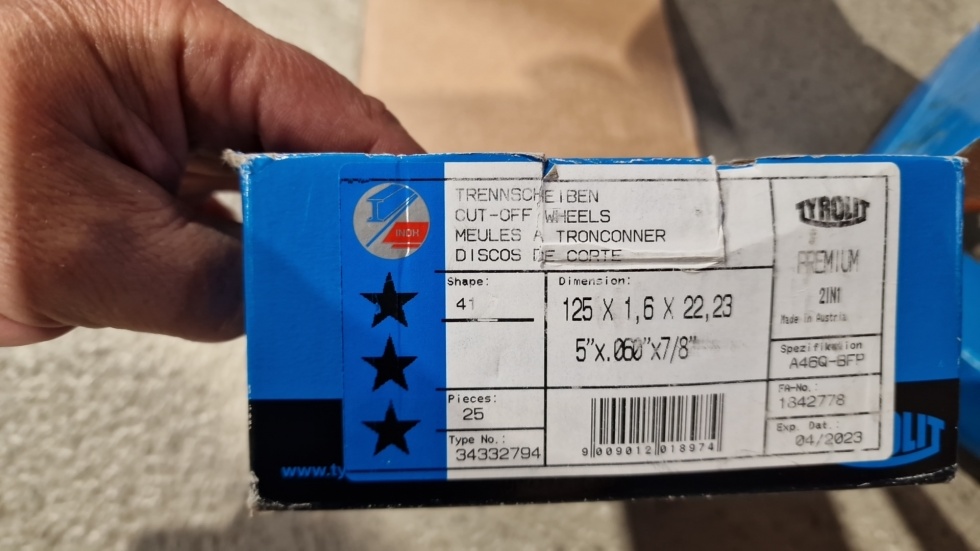 TRENNSCHEIBEN
CUT-OFF WHEELS
MEULES A TRONCONNER
DISCOS DE CORTE
INOX
TYROLIT
PREMIUM
2IN1
Made in Austria
Shape:
41
Dimension:
125 X 1,6 X 22,23
5"x.060"x7/8"
Spezifikation
A46Q-BFP
Pieces:
25
FA-No.:
1842778
Type No.:
34332794
9 009012 018974
Exp. Dat.:
04/2023
www.ty
OLIT